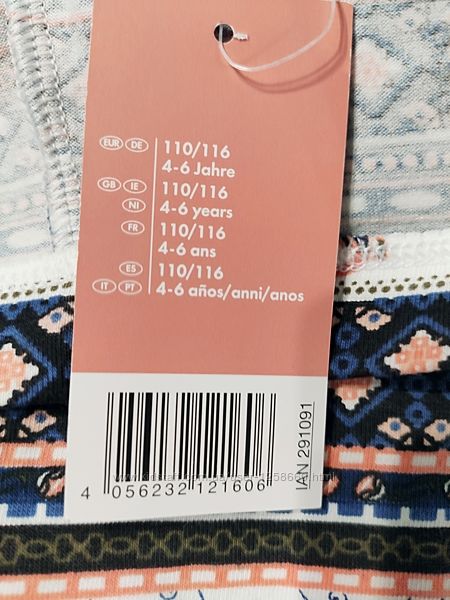 EUR DE 110/116
4-6 Jahre
GB IE 110/116
NI 4-6 years
FR 110/116
4-6 ans
ES 110/116
IT PT 4-6 años/anni/anos
IAN 291091
4 056232 121606